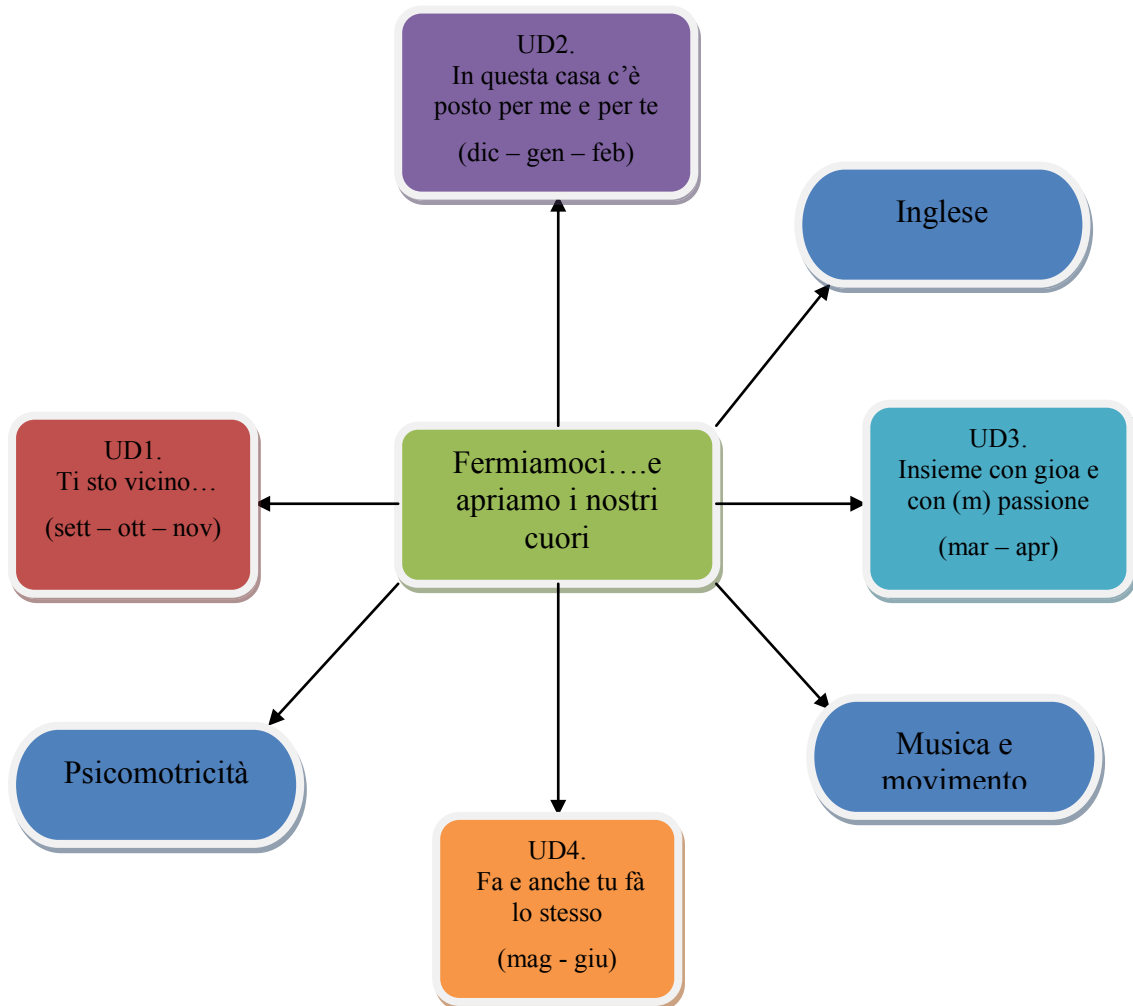 UD2.
In questa casa c’è
posto per me e per te
(dic – gen – feb)
Inglese
UD1.
Ti sto vicino…
(sett – ott – nov)
Fermiamoci….e
apriamo i nostri
cuori
UD3.
Insieme con gioa e
con (m) passione
(mar – apr)
Psicomotricità
Musica e
movimento
UD4.
Fa e anche tu fà
lo stesso
(mag - giu)